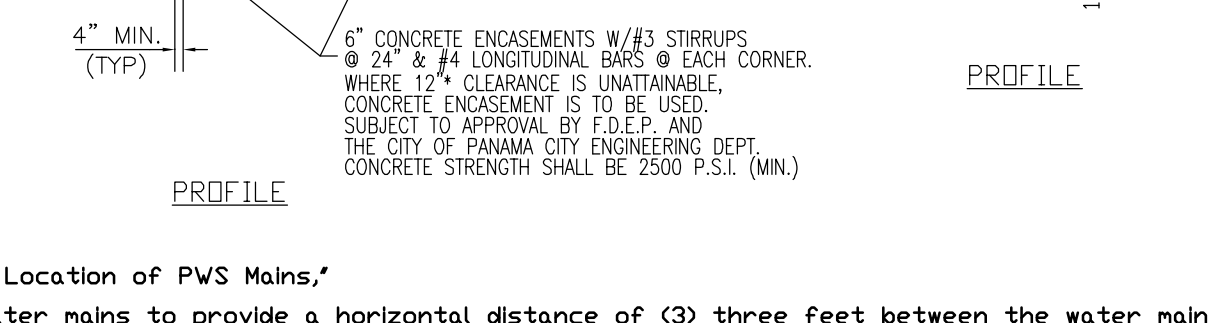 4" MIN.
(TYP)
6" CONCRETE ENCASEMENTS W/#3 STIRRUPS
@ 24" & #4 LONGITUDINAL BARS @ EACH CORNER.
WHERE 12"* CLEARANCE IS UNATTAINABLE,
CONCRETE ENCASEMENT IS TO BE USED.
SUBJECT TO APPROVAL BY F.D.E.P. AND
THE CITY OF PANAMA CITY ENGINEERING DEPT.
CONCRETE STRENGTH SHALL BE 2500 P.S.I. (MIN.)
PROFILE
1
PROFILE
Location of PWS Mains,"
mains to provide a horizontal distance of (3) three feet between the water main